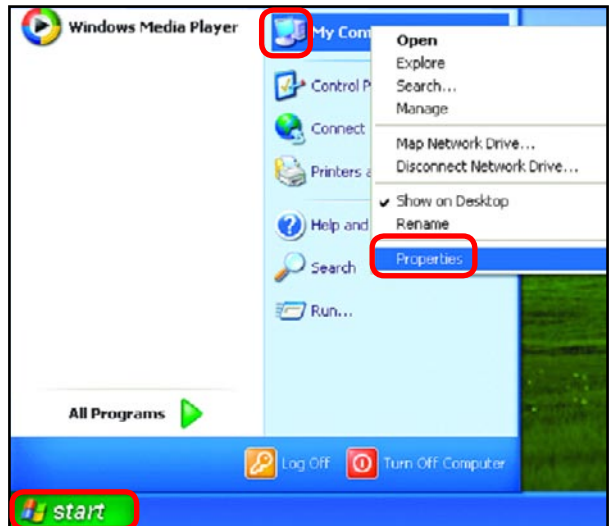 Windows Media Player
My Com
Control P
Connect
Printers a
Help and
Search
Run...
Open
Explore
Search...
Manage
Map Network Drive...
Disconnect Network Drive...
Show on Desktop
Rename
Properties
All Programs
Log Off
Turn Off Computer
start